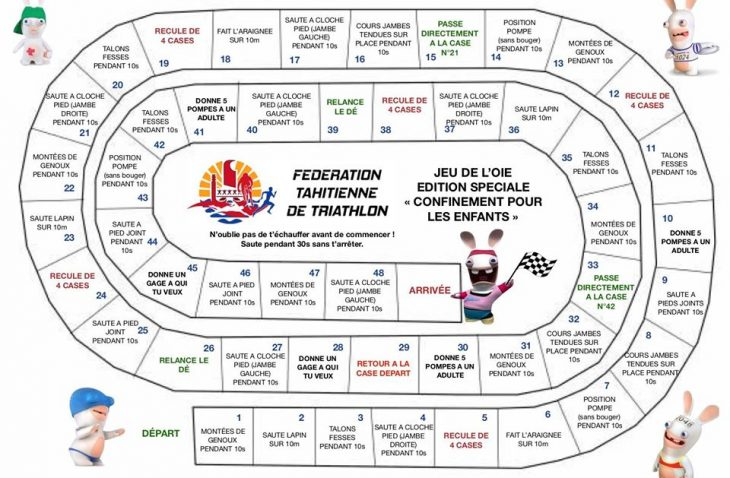 FEDERATION
TAHITIENNE
DE TRIATHLON
JEU DE L'OIE
EDITION SPECIALE
« CONFINEMENT POUR
LES ENFANTS »
N'oublie pas de t'échauffer avant de commencer !
Saute pendant 30s sans t'arrêter.
DÉPART
1
MONTÉES DE
GENOUX
PENDANT 10s
2
SAUTE LAPIN
SUR 10m
3
TALONS
FESSES
PENDANT 10s
4
SAUTE A CLOCHE
PIED (JAMBE
DROITE)
PENDANT 10s
5
RECULE DE
4 CASES
6
FAIT L'ARAIGNEE
SUR 10m
7
POSITION
POMPE
(sans bouger)
PENDANT 10s
8
COURS JAMBES
TENDUES SUR
PLACE PENDANT
10s
9
SAUTE A
PIEDS JOINTS
PENDANT 10s
10
DONNE 5
POMPES A UN
ADULTE
11
TALONS
FESSES
PENDANT 10s
12
RECULE DE
4 CASES
13
MONTÉES DE
GENOUX
PENDANT 10s
14
POSITION
POMPE
(sans bouger)
PENDANT 10s
15
PASSE
DIRECTEMENT
A LA CASE
N°21
16
COURS JAMBES
TENDUES SUR
PLACE PENDANT
10s
17
SAUTE A CLOCHE
PIED (JAMBE
GAUCHE)
PENDANT 10s
18
FAIT L'ARAIGNEE
SUR 10m
19
RECULE DE
4 CASES
20
TALONS
FESSES
PENDANT 10s
21
SAUTE A CLOCHE
PIED (JAMBE
DROITE)
PENDANT 10s
22
MONTÉES DE
GENOUX
PENDANT 10s
23
SAUTE LAPIN
SUR 10m
24
RECULE DE
4 CASES
25
SAUTE A PIED
JOINT
PENDANT 10s
26
RELANCE LE
DÉ
27
SAUTE A CLOCHE
PIED (JAMBE
GAUCHE)
PENDANT 10s
28
DONNE UN
GAGE A QUI
TU VEUX
29
RETOUR A LA
CASE DEPART
30
DONNE 5
POMPES A UN
ADULTE
31
MONTÉES DE
GENOUX
PENDANT 10s
32
COURS JAMBES
TENDUES SUR
PLACE PENDANT
10s
33
PASSE
DIRECTEMENT
A LA CASE
N°42
34
MONTÉES DE
GENOUX
PENDANT 10s
35
TALONS
FESSES
PENDANT 10s
36
SAUTE LAPIN
SUR 10m
37
SAUTE A CLOCHE
PIED (JAMBE
DROITE)
PENDANT 10s
38
RECULE DE
4 CASES
39
RELANCE
LE DÉ
40
SAUTE A CLOCHE
PIED (JAMBE
GAUCHE)
PENDANT 10s
41
DONNE 5
POMPES A UN
ADULTE
42
TALONS
FESSES
PENDANT 10s
43
POSITION
POMPE
(sans bouger)
PENDANT 10s
44
SAUTE A
PIED JOINT
PENDANT 10s
45
DONNE UN
GAGE A QUI
TU VEUX
46
SAUTE A PIED
JOINT
PENDANT 10s
47
MONTÉES DE
GENOUX
PENDANT 10s
48
SAUTE A CLOCHE
PIED (JAMBE
GAUCHE)
PENDANT 10s
ARRIVÉE